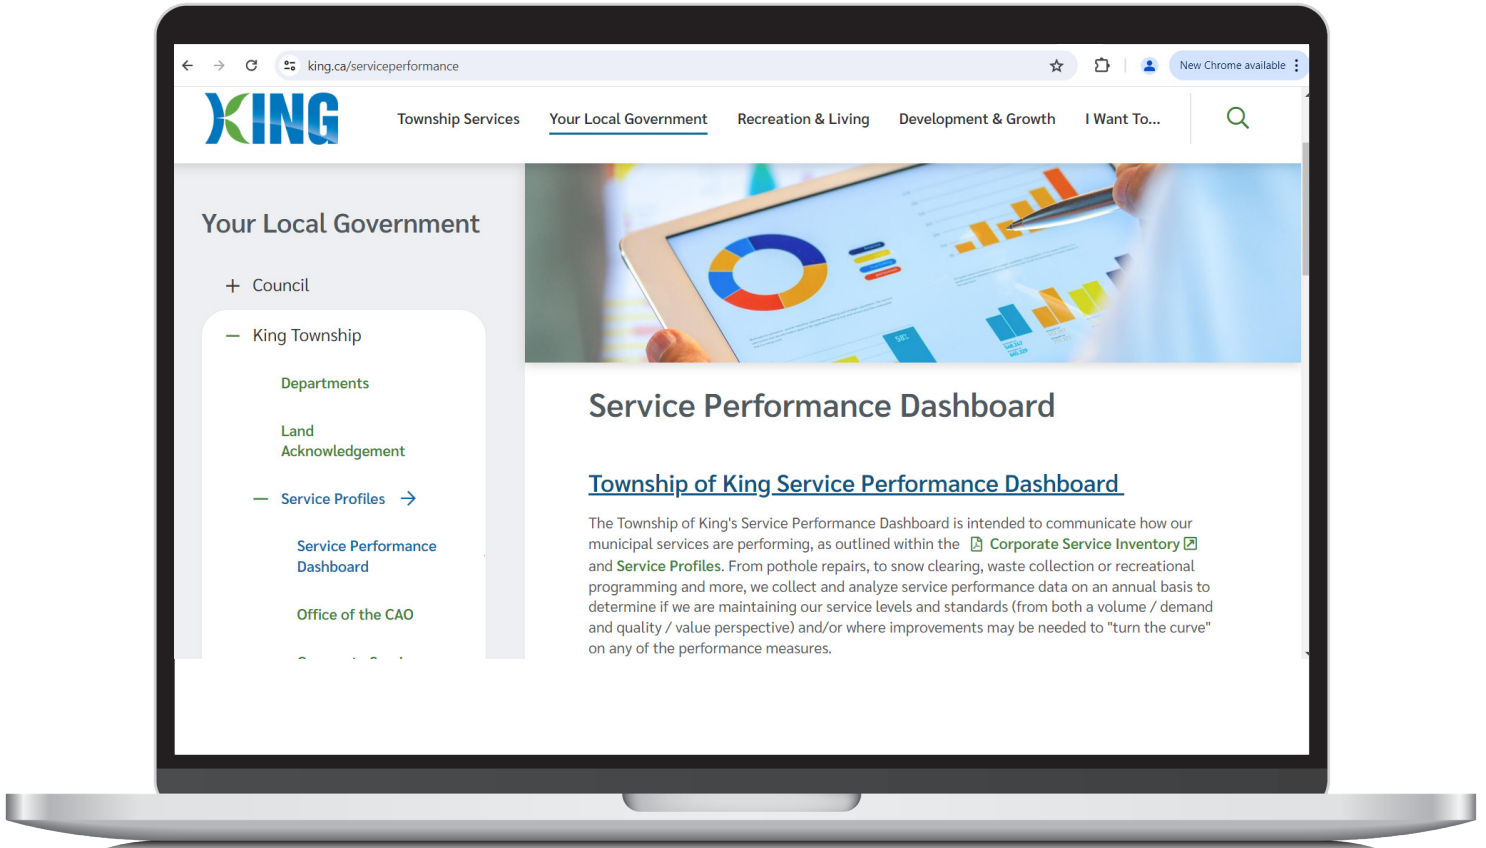 king.ca/serviceperformance
New Chrome available
KING
Township Services
Your Local Government
Recreation & Living
Development & Growth
I Want To...
Your Local Government
+ Council
— King Township
Departments
Land
Acknowledgement
— Service Profiles →
Service Performance
Dashboard
Office of the CAO
58%
Service Performance Dashboard
Township of King Service Performance Dashboard
The Township of King's Service Performance Dashboard is intended to communicate how our
municipal services are performing, as outlined within the Corporate Service Inventory
and Service Profiles. From pothole repairs, to snow clearing, waste collection or recreational
programming and more, we collect and analyze service performance data on an annual basis to
determine if we are maintaining our service levels and standards (from both a volume / demand
and quality / value perspective) and/or where improvements may be needed to "turn the curve"
on any of the performance measures.